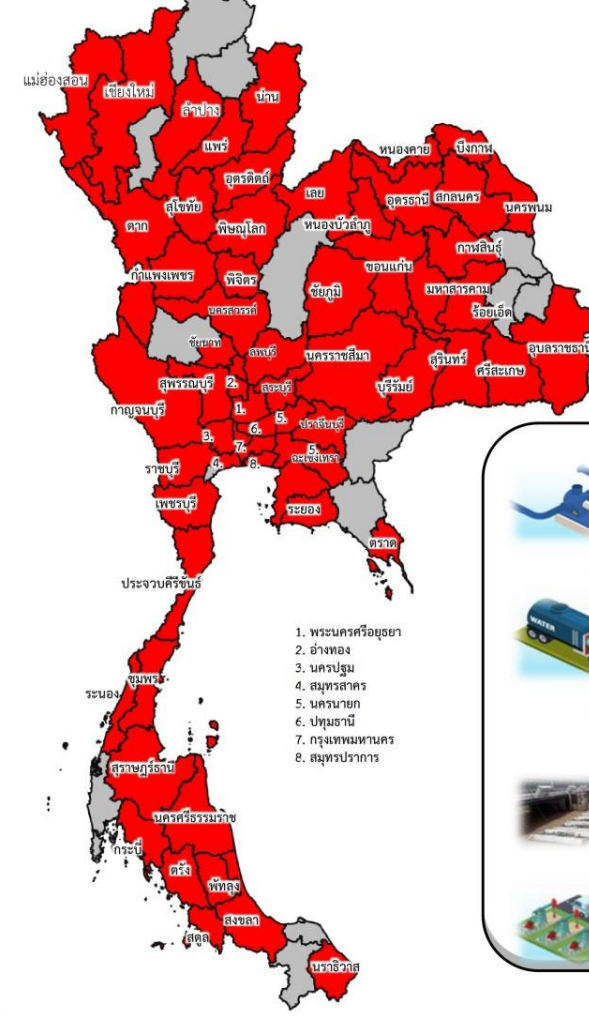 แม่ฮ่องสอน
เชียงใหม่
น่าน
ลำปาง
แพร่
หนองคาย
บึงกาฬ
อุตรดิตถ์
เลย
อุดรธานี
สกลนคร
นครพนม
สุโขทัย
ตาก
พิษณุโลก
หนองบัวลำภู
กาฬสินธุ์
ขอนแก่น
กำแพงเพชร
พิจิตร
ชัยภูมิ
มหาสารคาม
ร้อยเอ็ด
นครสวรรค์
ชัยนาท
ลพบุรี
นครราชสีมา
อุบลราชธานี
สุรินทร์
ศรีสะเกษ
สุพรรณบุรี
2.
สระบุรี
บุรีรัมย์
กาญจนบุรี
1.
5.
ปราจีนบุรี
6.
3.
7.
5.
ฉะเชิงเทรา
4.
8.
ราชบุรี
เพชรบุรี
ระยอง
ตราด
ประจวบคีรีขันธ์
WATER
1. พระนครศรีอยุธยา
2. อ่างทอง
3. นครปฐม
4. สมุทรสาคร
5. นครนายก
6. ปทุมธานี
7. กรุงเทพมหานคร
8. สมุทรปราการ
ชุมพร
ระนอง
สุราษฎร์ธานี
นครศรีธรรมราช
กระบี่
ตรัง
พัทลุง
สงขลา
สตูล
นราธิวาส